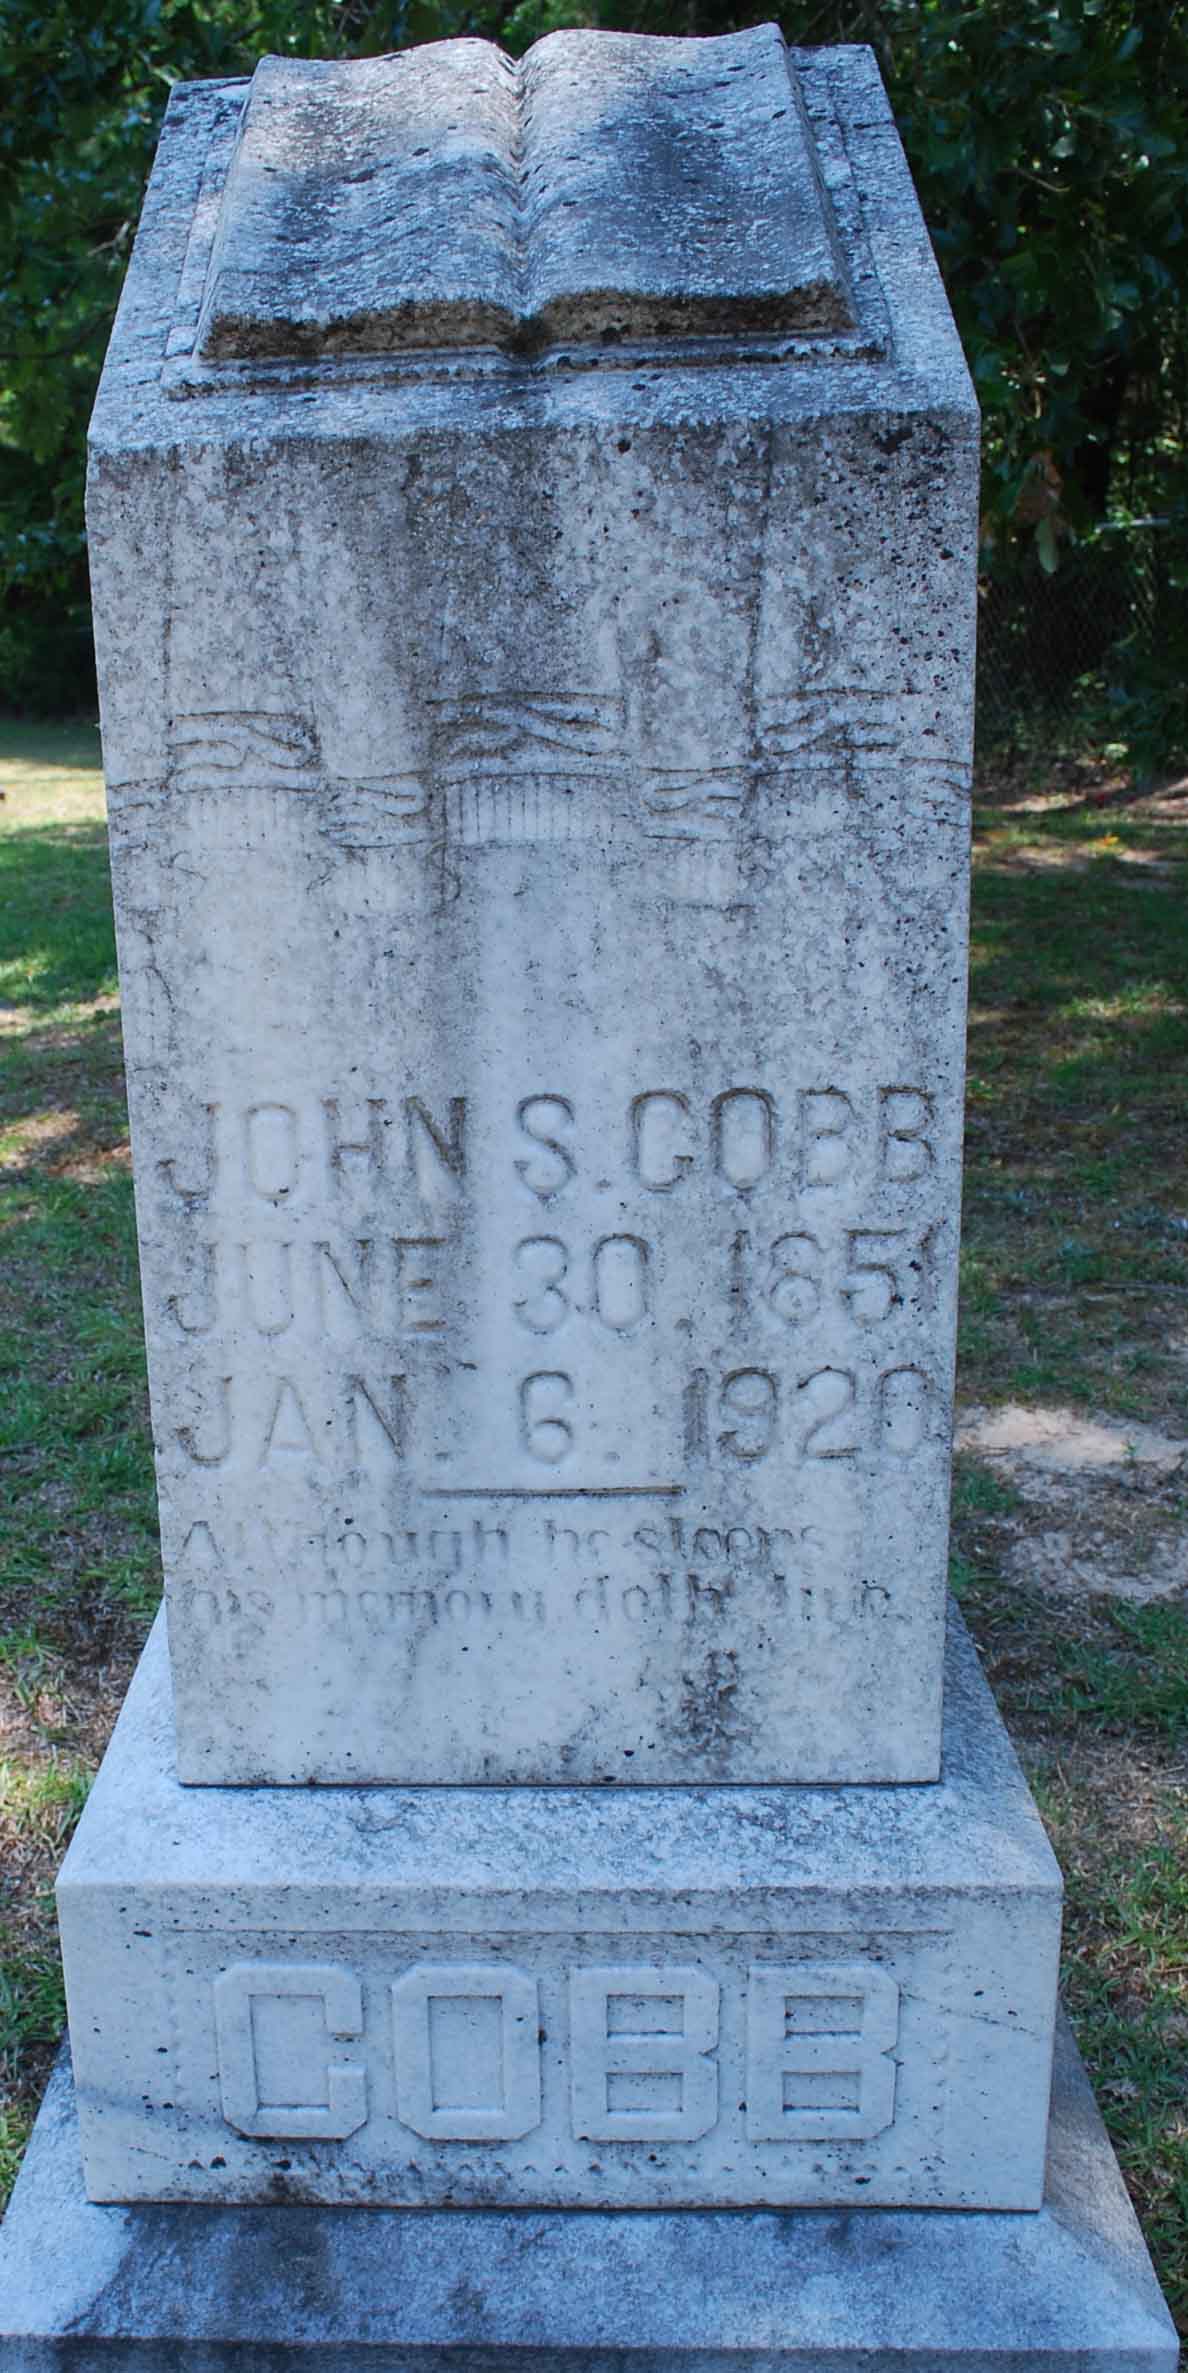 JOHN S. COBB
JUNE 30, 1851
JAN. 6, 1920
Although he sleeps
his memory doth live.
COBB